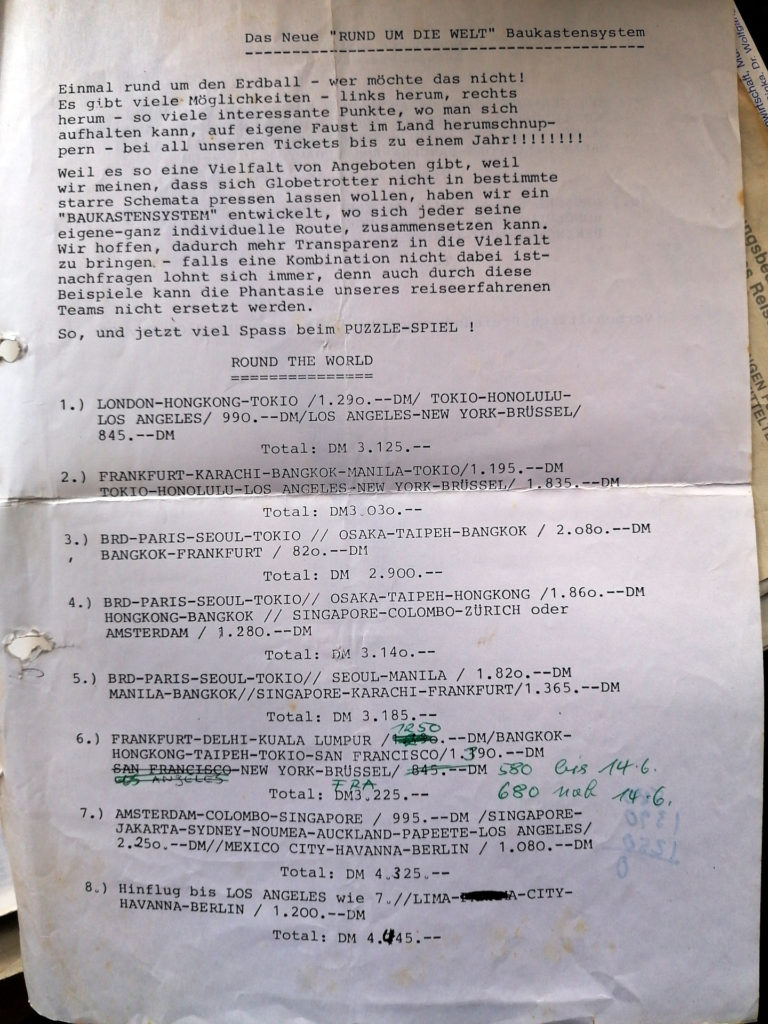 Das Neue "RUND UM DIE WELT" Baukastensystem
Einmal rund um den Erdball - wer möchte das nicht!
Es gibt viele Möglichkeiten - links herum, rechts
herum - so viele interessante Punkte, wo man sich
aufhalten kann, auf eigene Faust im Land herumschnup-
pern - bei all unseren Tickets bis zu einem Jahr!!!!!!!!
Weil es so eine Vielfalt von Angeboten gibt, weil
wir meinen, dass sich Globetrotter nicht in bestimmte
starre Schemata pressen lassen wollen, haben wir ein
"BAUKASTENSYSTEM" entwickelt, wo sich jeder seine
eigene-ganz individuelle Route, zusammensetzen kann.
Wir hoffen, dadurch mehr Transparenz in die Vielfalt
zu bringen - falls eine Kombination nicht dabei ist-
nachfragen lohnt sich immer, denn auch durch diese
Beispiele kann die Phantasie unseres reiseerfahrenen
Teams nicht ersetzt werden.
So, und jetzt viel Spass beim PUZZLE-SPIEL !
ROUND THE WORLD
===============
1.) LONDON-HONGKONG-TOKIO /1.29o.--DM/ TOKIO-HONOLULU-
LOS ANGELES/ 99o.--DM/LOS ANGELES-NEW YORK-BRÜSSEL/
845.--DM
Total: DM 3.125.--
2.) FRANKFURT-KARACHI-BANGKOK-MANILA-TOKIO/1.195.--DM
TOKIO-HONOLULU-LOS ANGELES-NEW YORK-BRÜSSEL/ 1.835.--DM
Total: DM3.o3o.--
3.) BRD-PARIS-SEOUL-TOKIO // OSAKA-TAIPEH-BANGKOK / 2.o8o.--DM
BANGKOK-FRANKFURT / 82o.--DM
Total: DM 2.9oo.--
4.) BRD-PARIS-SEOUL-TOKIO// OSAKA-TAIPEH-HONGKONG /1.86o.--DM
HONGKONG-BANGKOK // SINGAPORE-COLOMBO-ZÜRICH oder
AMSTERDAM / 1.28o.--DM
Total: DM 3.14o.--
5.) BRD-PARIS-SEOUL-TOKIO// SEOUL-MANILA / 1.82o.--DM
MANILA-BANGKOK//SINGAPORE-KARACHI-FRANKFURT/1.365.--DM
Total: DM 3.185.--
1250
6.) FRANKFURT-DELHI-KUALA LUMPUR / .--DM/BANGKOK-
HONGKONG-TAIPEH-TOKIO-SAN FRANCISCO/1.39o.--DM
SAN FRANCISCO-NEW YORK-BRÜSSEL/ 845.--DM 580 bis 14.6.
LOS ANGELES FRA
Total: DM3.225.-- 680 nach 14.6.
7.) AMSTERDAM-COLOMBO-SINGAPORE / 995.--DM /SINGAPORE-
JAKARTA-SYDNEY-NOUMEA-AUCKLAND-PAPEETE-LOS ANGELES/
2.25o.--DM//MEXICO CITY-HAVANNA-BERLIN / 1.o8o.--DM
Total: DM 4.325.--
8.) Hinflug bis LOS ANGELES wie 7.//LIMA- A-CITY-
HAVANNA-BERLIN / 1.2oo.--DM
Total: DM 4.445.--